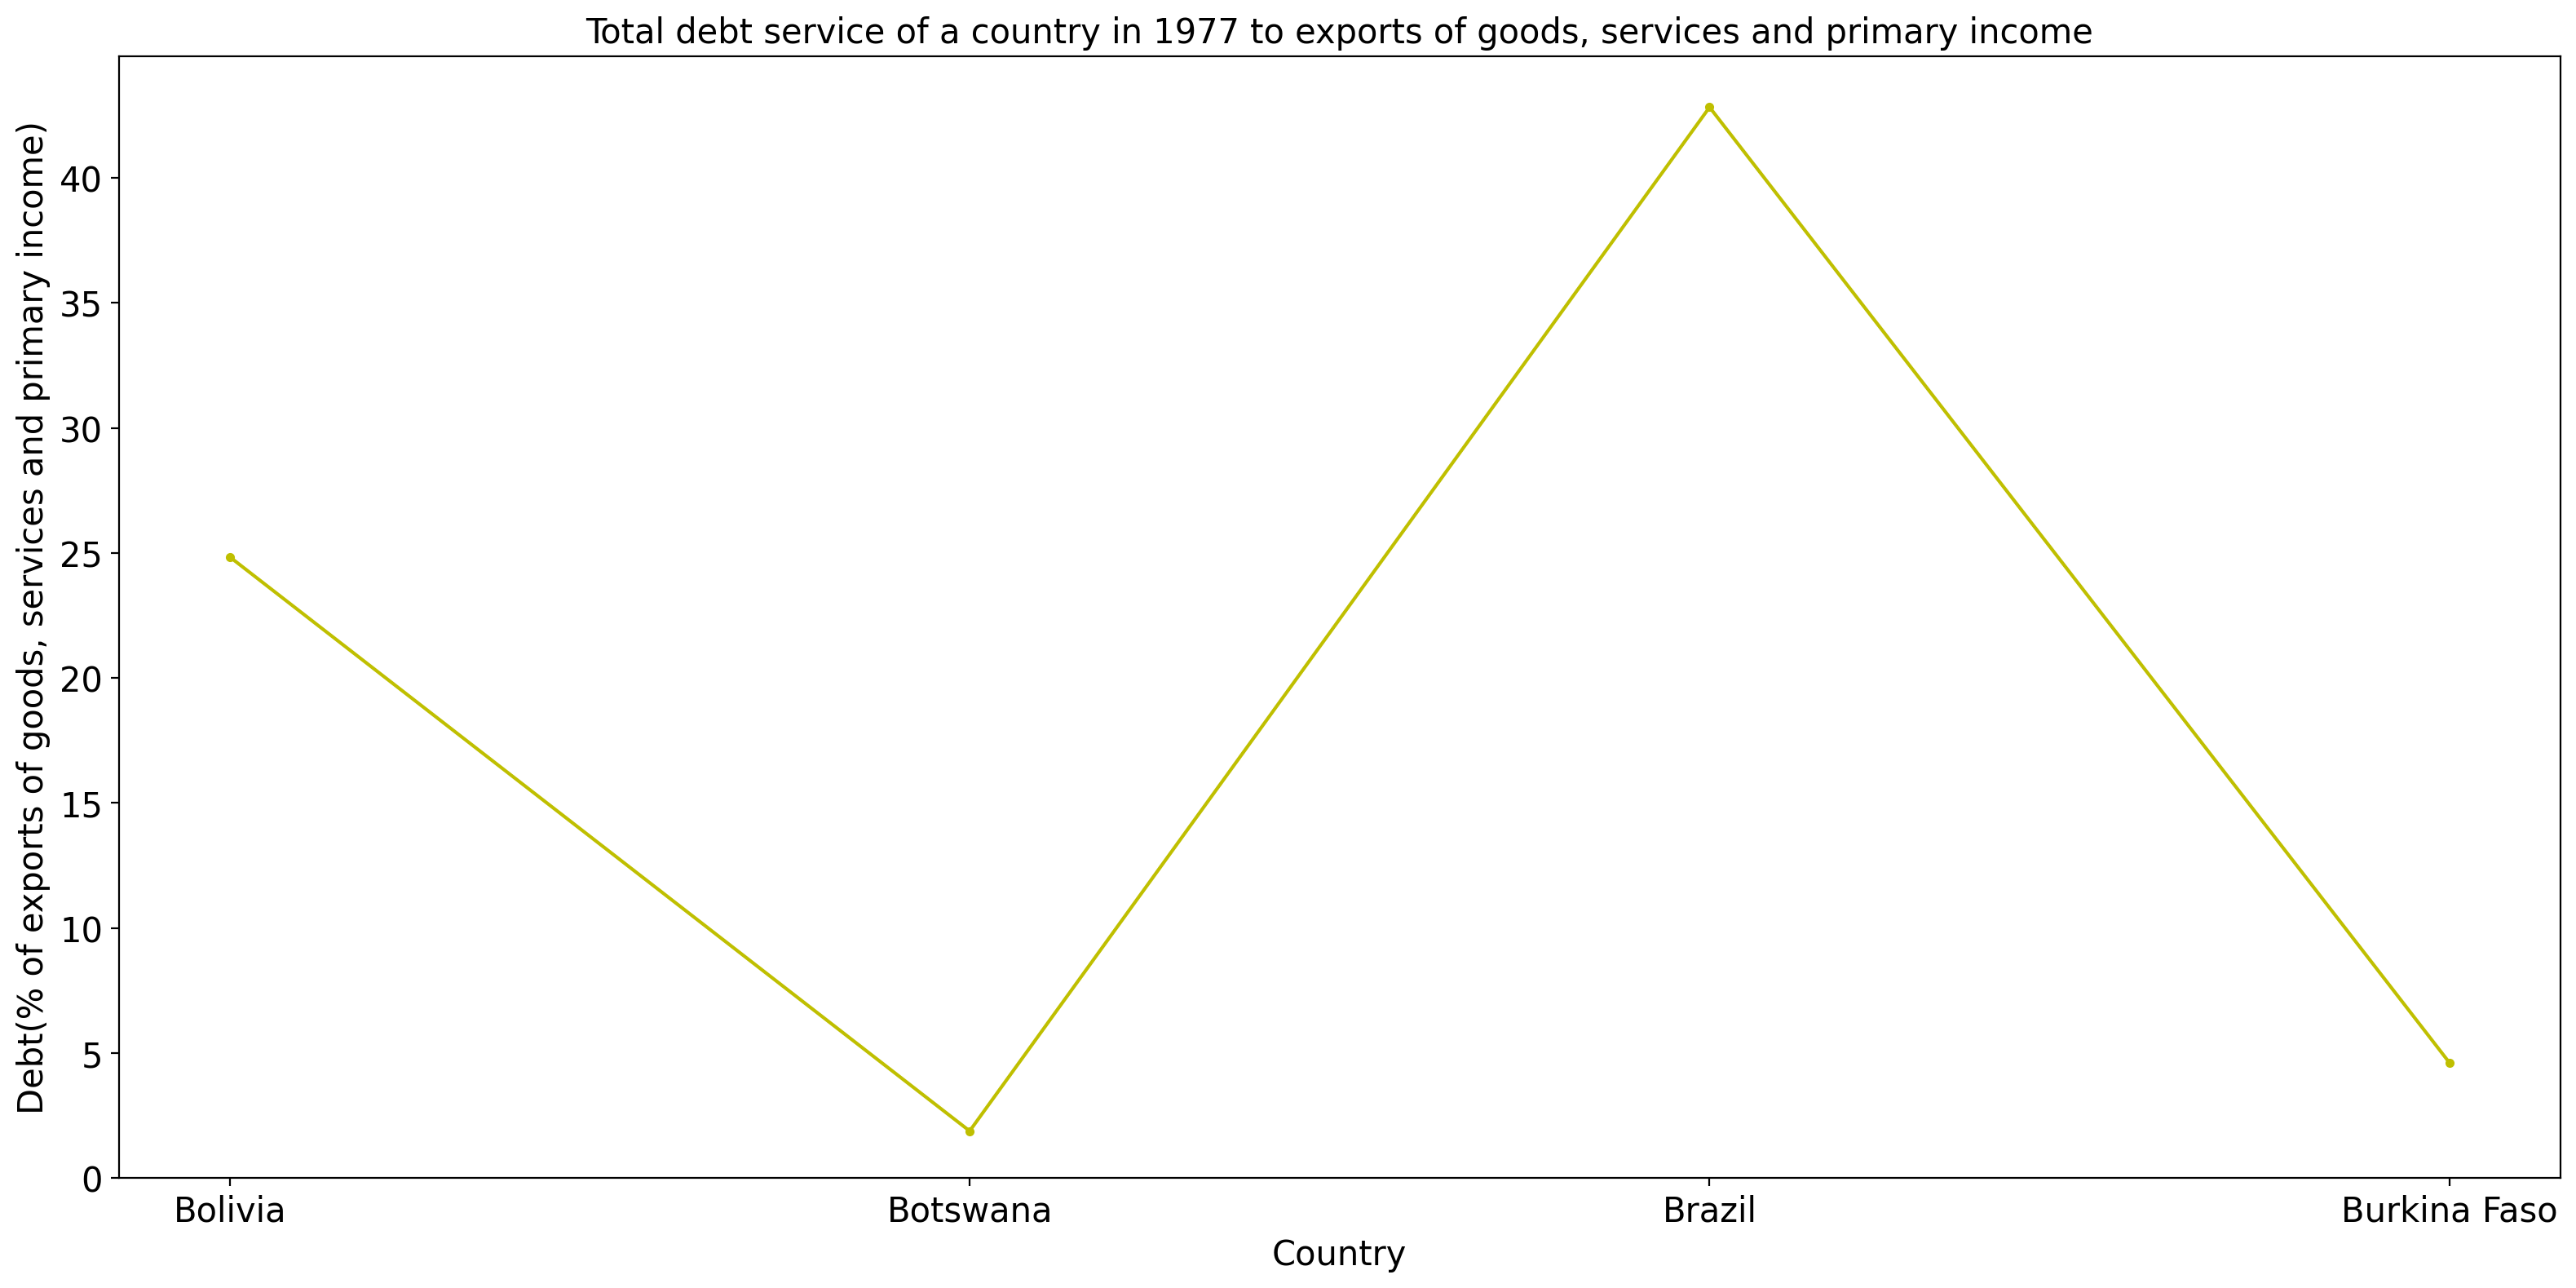 Total debt service of a country in 1977 to exports of goods, services and primary income
Debt(% of exports of goods, services and primary income)
40
35
30
25
20
15
10
5
0
Bolivia
Botswana
Brazil
Burkina Faso
Country